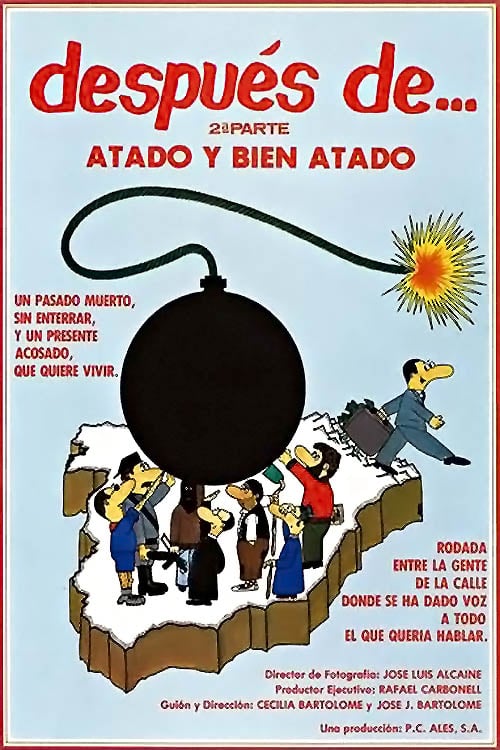 después de...
2ª PARTE
ATADO Y BIEN ATADO
UN PASADO MUERTO,
SIN ENTERRAR,
Y UN PRESENTE
ACOSADO,
QUE QUIERE VIVIR.
RODADA
ENTRE LA GENTE
DE LA CALLE
DONDE SE HA DADO VOZ
A TODO
EL QUE QUERIA HABLAR.
Director de Fotografia: JOSE LUIS ALCAINE
Productor Ejecutivo: RAFAEL CARBONELL
Guión y Dirección: CECILIA BARTOLOME y JOSE J. BARTOLOME
Una producción: P.C. ALES, S.A.